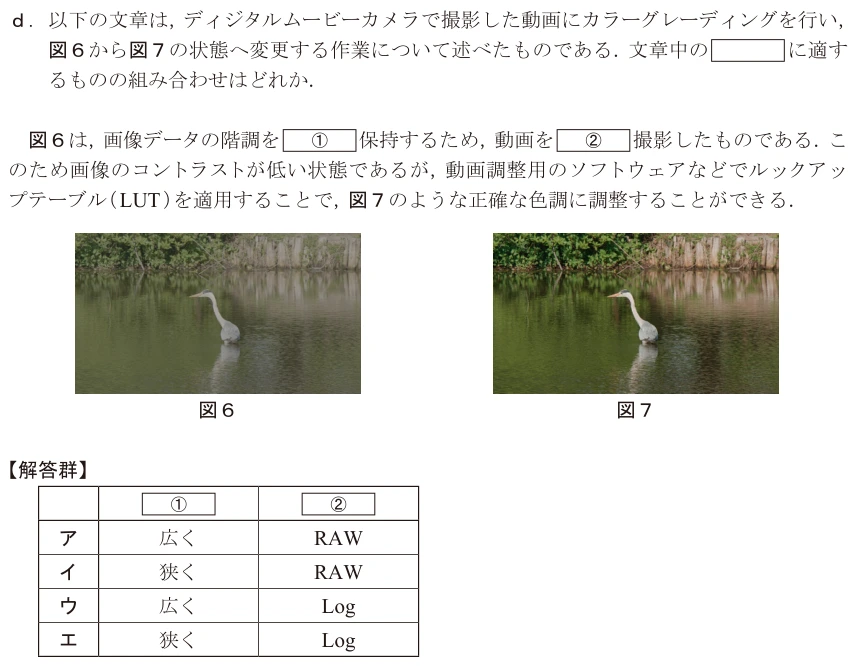 d．以下の文章は，ディジタルムービーカメラで撮影した動画にカラーグレーディングを行い，
図6から図7の状態へ変更する作業について述べたものである．文章中の　　　　に適す
るものの組み合わせはどれか．
図6は，画像データの階調を ① 保持するため，動画を ② 撮影したものである．こ
のため画像のコントラストが低い状態であるが，動画調整用のソフトウェアなどでルックアッ
プテーブル（LUT）を適用することで，図7のような正確な色調に調整することができる．
図6 図7
【解答群】
① ②
ア 広く RAW
イ 狭く RAW
ウ 広く Log
エ 狭く Log